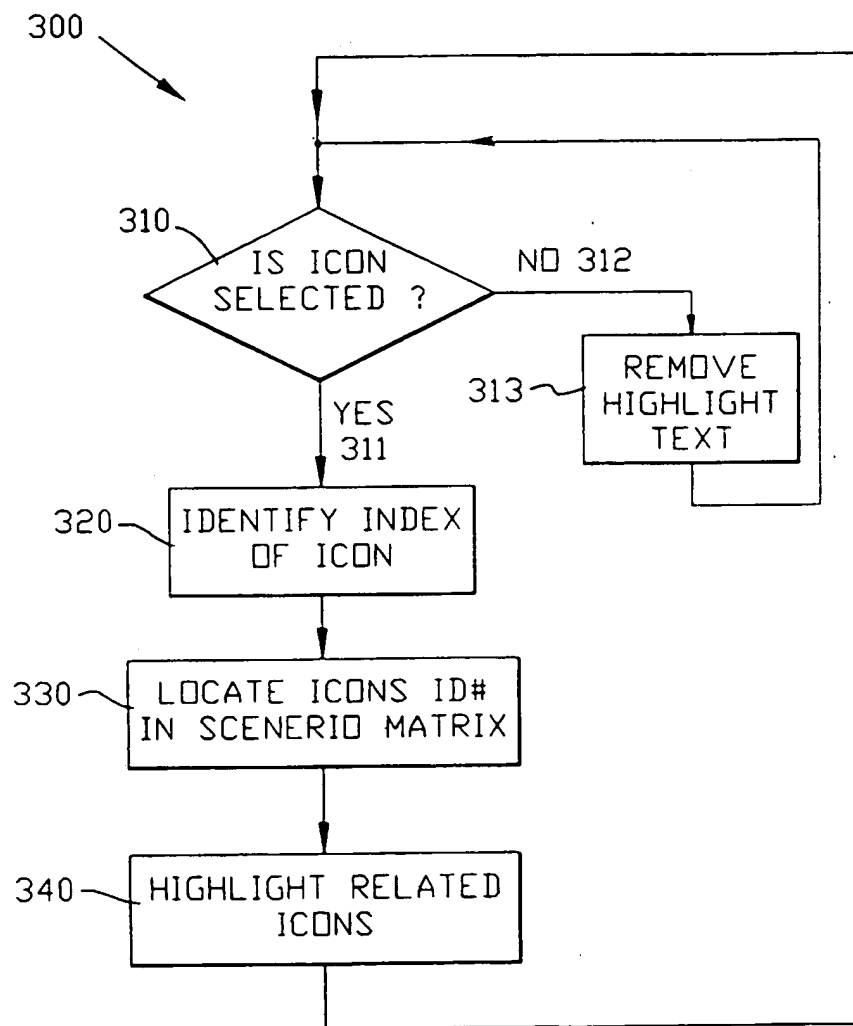 300
310
IS ICON
SELECTED ?
NO 312
313
REMOVE
HIGHLIGHT
TEXT
YES
311
320
IDENTIFY INDEX
OF ICON
330
LOCATE ICONS ID#
IN SCENERIO MATRIX
340
HIGHLIGHT RELATED
ICONS